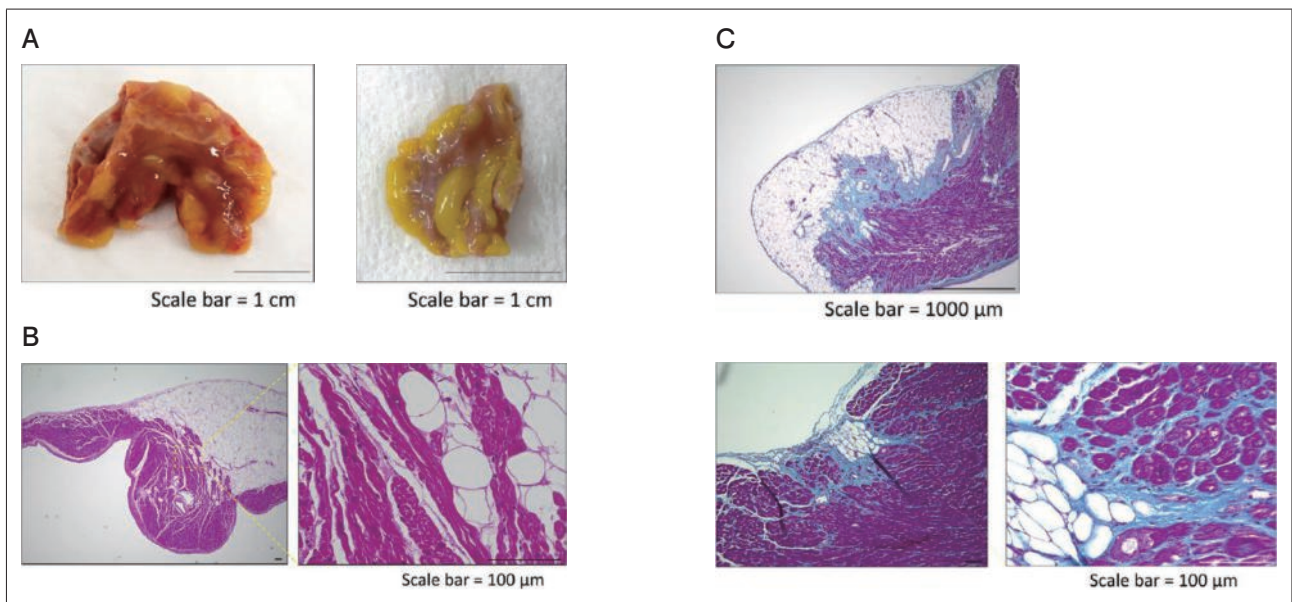 A
Scale bar = 1 cm
Scale bar = 1 cm
B
Scale bar = 100 µm
C
Scale bar = 1000 µm
Scale bar = 100 µm